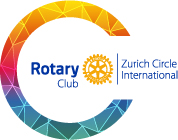 Rotary
Club
Zurich Circle
International